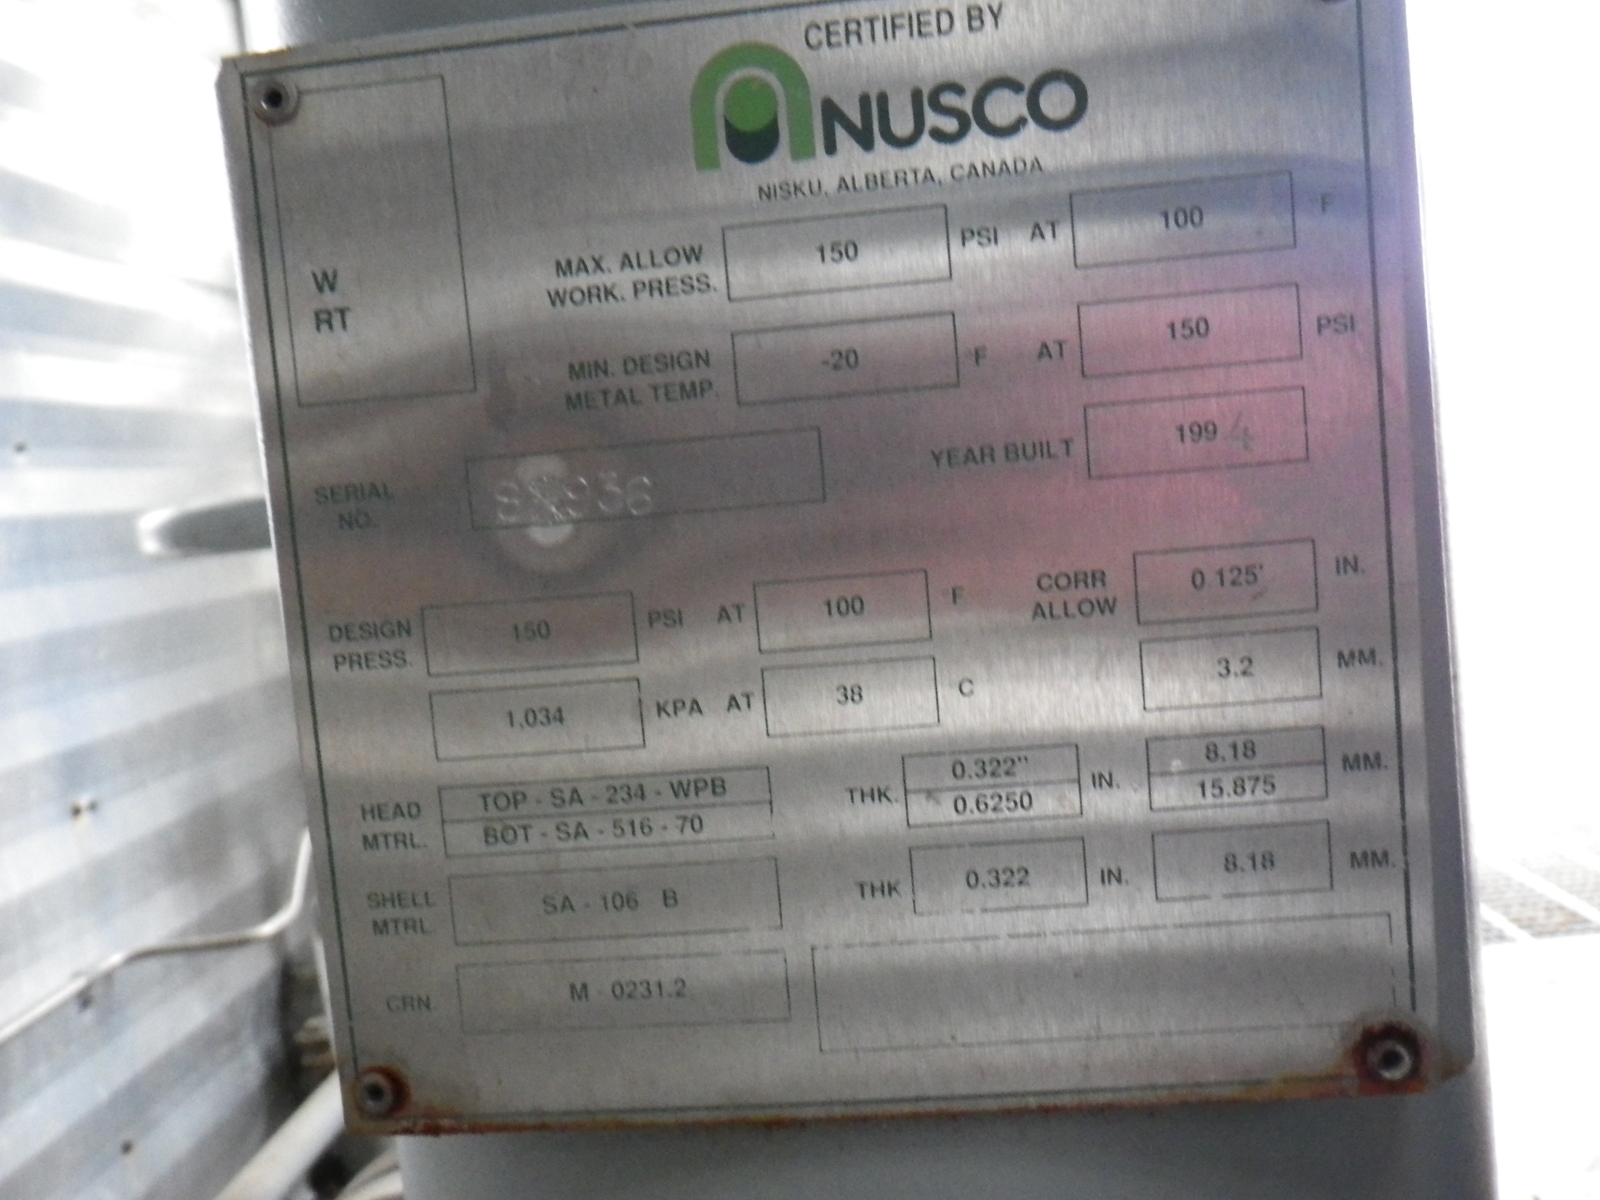 CERTIFIED BY
NUSCO
NISKU, ALBERTA, CANADA
W
RT
MAX. ALLOW
WORK. PRESS.
150 PSI AT 100 F
MIN. DESIGN
METAL TEMP.
-20 F AT 150 PSI
SERIAL
NO.
YEAR BUILT 1994
DESIGN
PRESS.
150 PSI AT 100 F
CORR
ALLOW
0.125" IN.
1,034 KPA AT 38 C
3.2 MM.
HEAD
MTRL.
TOP - SA - 234 - WPB
BOT - SA - 516 - 70
THK.
0.322"
0.6250
IN.
8.18
15.875
MM.
SHELL
MTRL.
SA - 106 B
THK 0.322 IN. 8.18 MM.
CRN. M - 0231.2